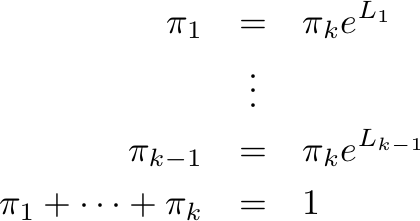 π₁ = πₖe^{L₁}
⋮
πₖ₋₁ = πₖe^{Lₖ₋₁}
π₁ + ⋯ + πₖ = 1